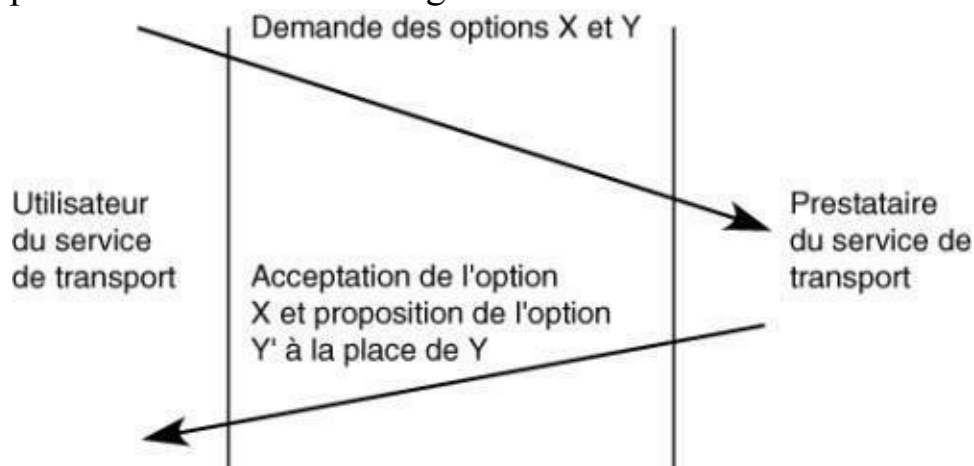 Demande des options X et Y
Utilisateur
du service
de transport
Prestataire
du service de
transport
Acceptation de l'option
X et proposition de l'option
Y' à la place de Y